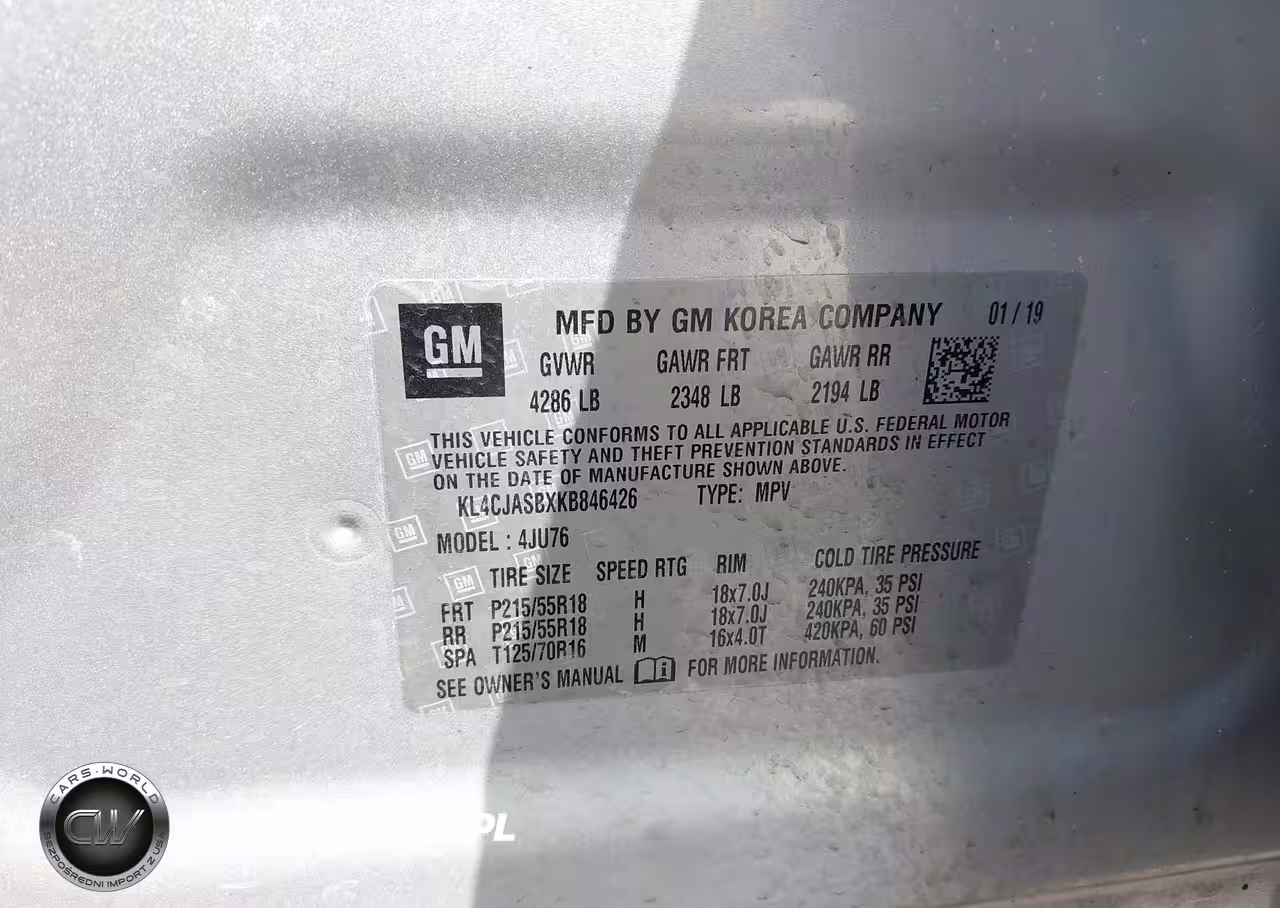 GM
MFD BY GM KOREA COMPANY 01/19
GVWR GAWR FRT GAWR RR
4286 LB 2348 LB 2194 LB
THIS VEHICLE CONFORMS TO ALL APPLICABLE U.S. FEDERAL MOTOR
VEHICLE SAFETY AND THEFT PREVENTION STANDARDS IN EFFECT
ON THE DATE OF MANUFACTURE SHOWN ABOVE.
KL4CJASBXKB846426 TYPE: MPV
MODEL : 4JU76
TIRE SIZE SPEED RTG RIM COLD TIRE PRESSURE
FRT P215/55R18 H 18x7.0J 240KPA, 35 PSI
RR P215/55R18 H 18x7.0J 240KPA, 35 PSI
SPA T125/70R16 M 16x4.0T 420KPA, 60 PSI
SEE OWNER'S MANUAL FOR MORE INFORMATION.
CARS-WORLD
CW
BEZPOŚREDNI IMPORT Z USA
PL